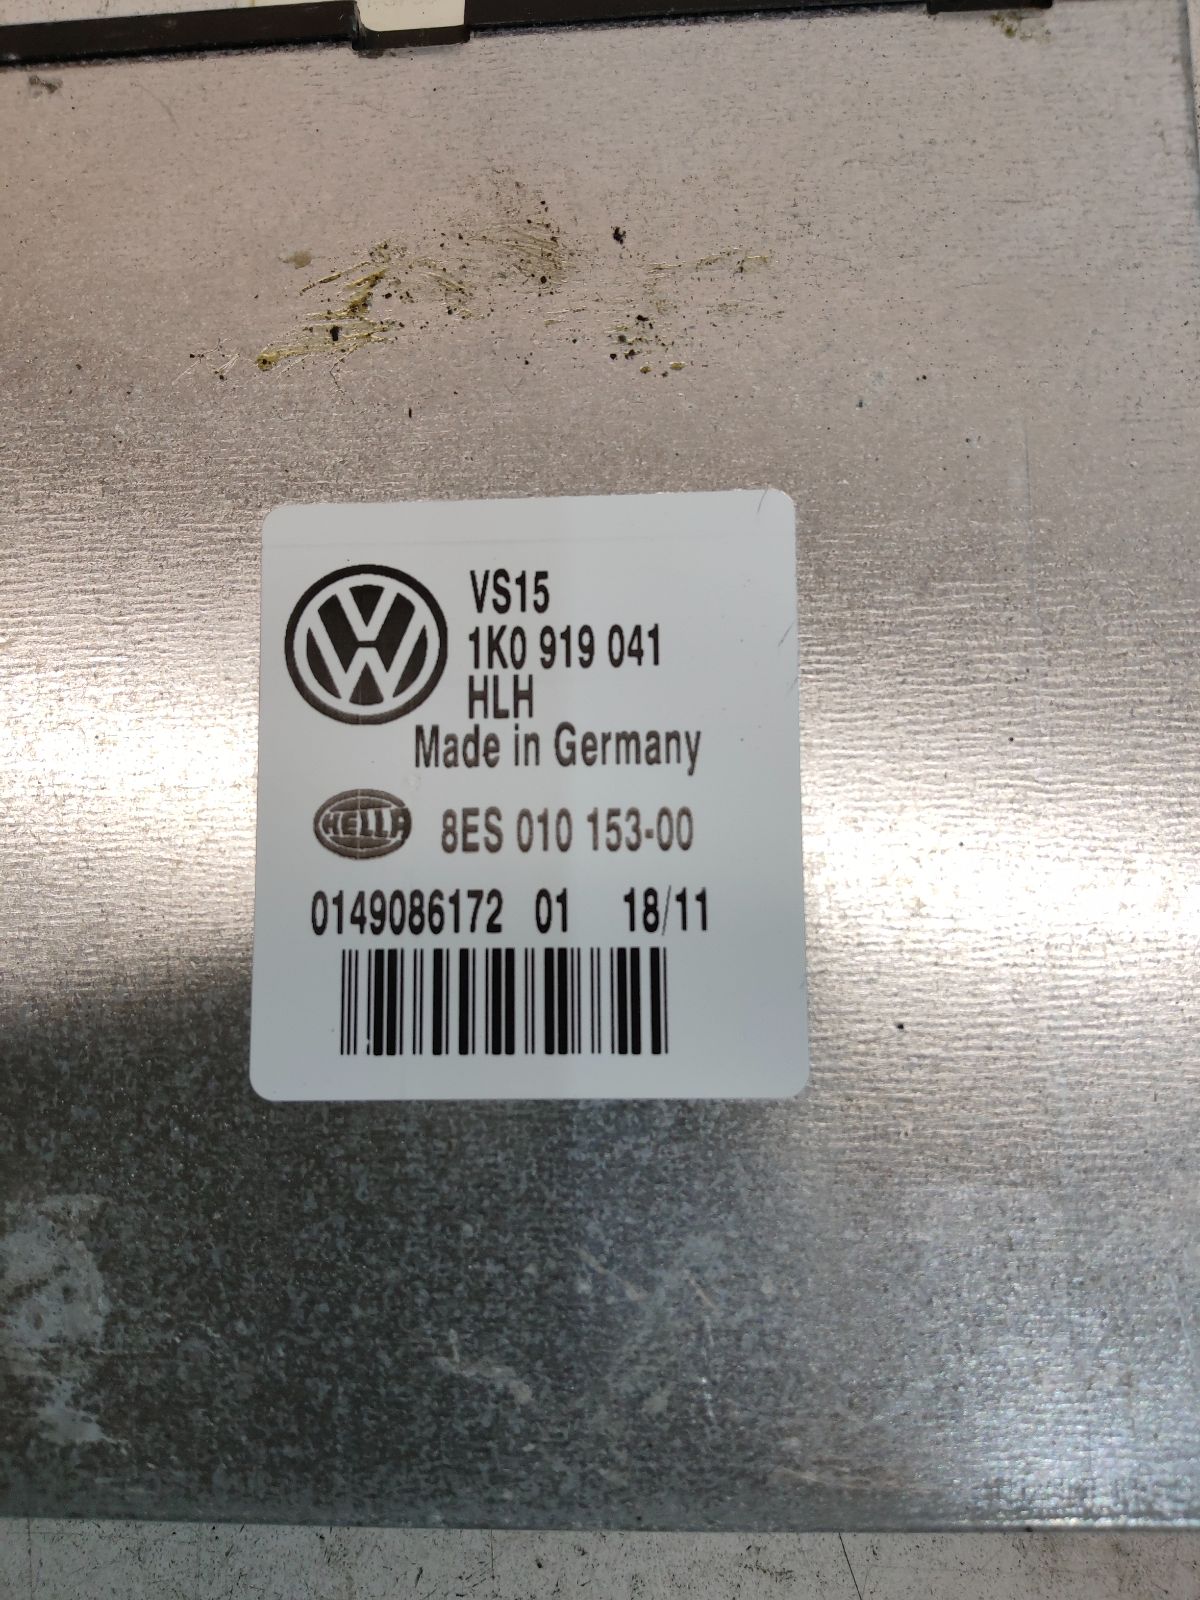 VS15
1K0 919 041
HLH
Made in Germany
HELLA 8ES 010 153-00
0149086172 01 18/11